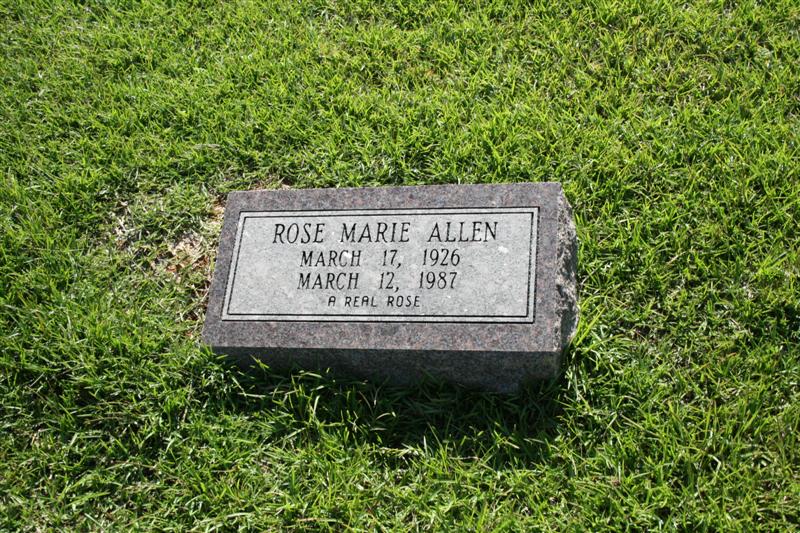 ROSE MARIE ALLEN
MARCH 17, 1926
MARCH 12, 1987
A REAL ROSE